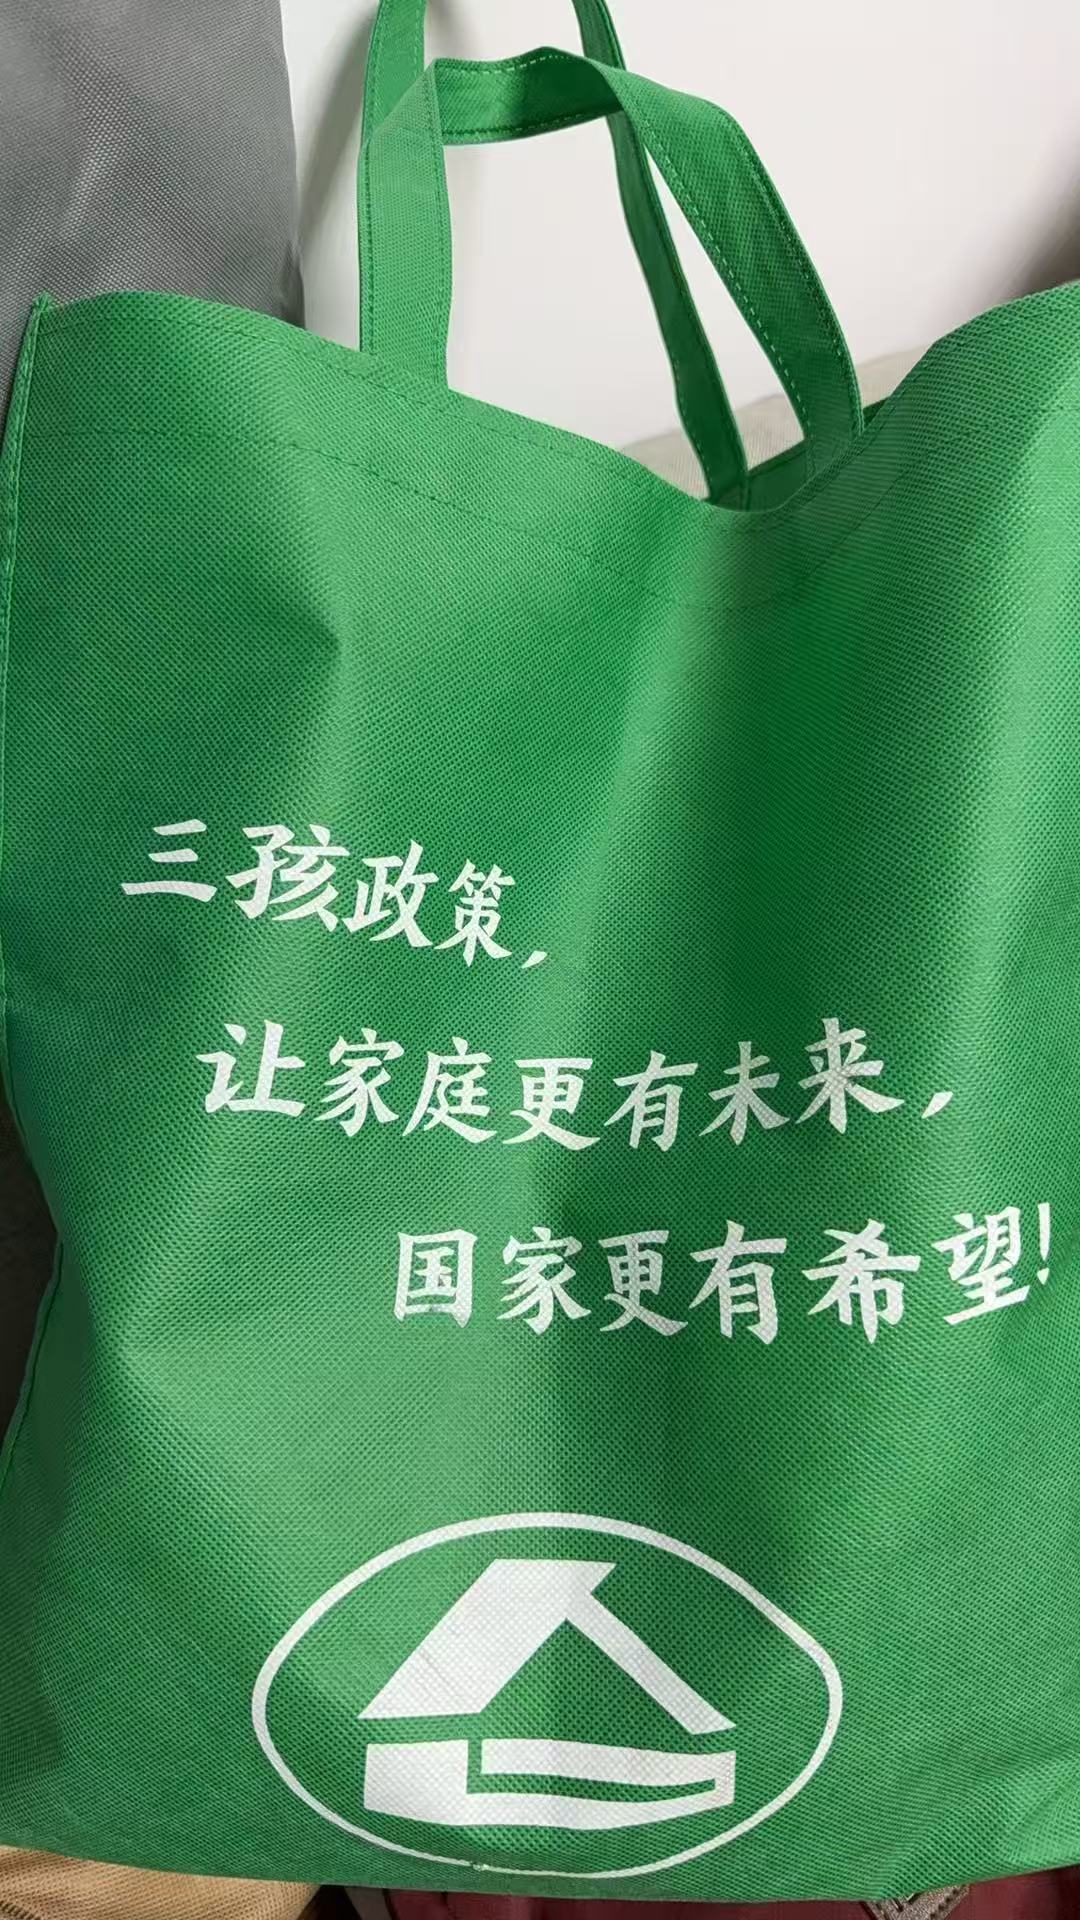 三孩政策，
让家庭更有未来，
国家更有希望！